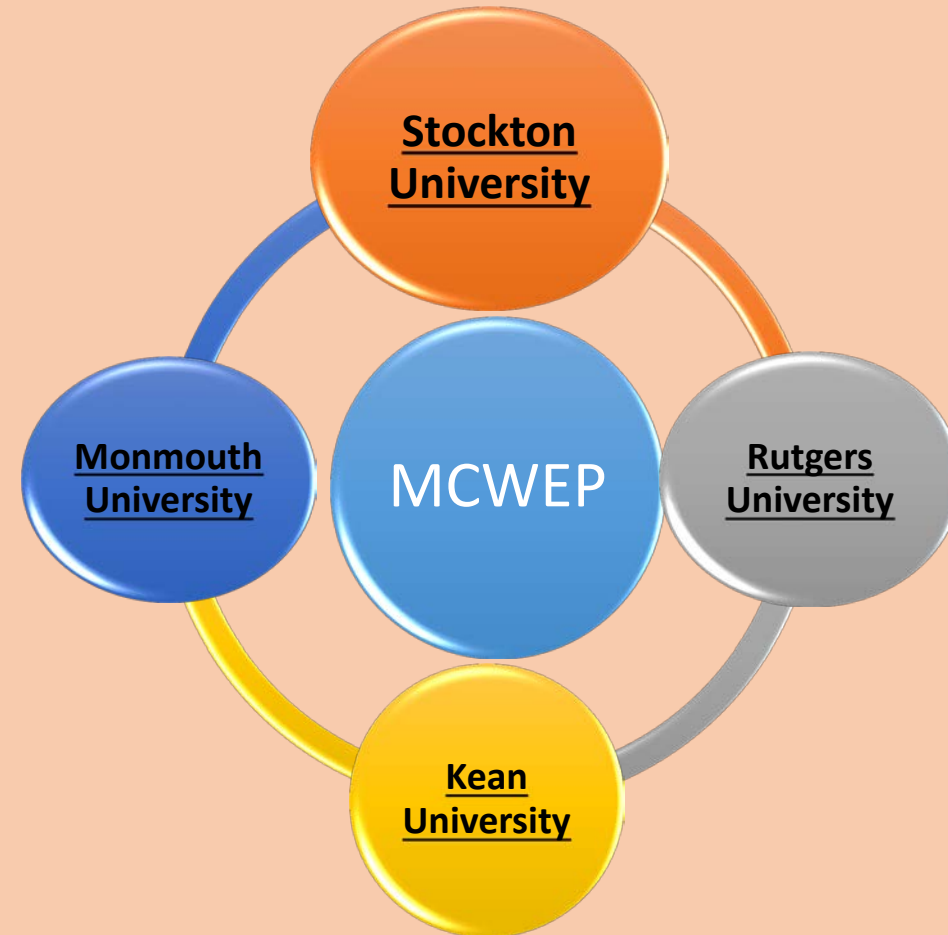 Stockton
University
Monmouth
University
MCWEP
Rutgers
University
Kean
University